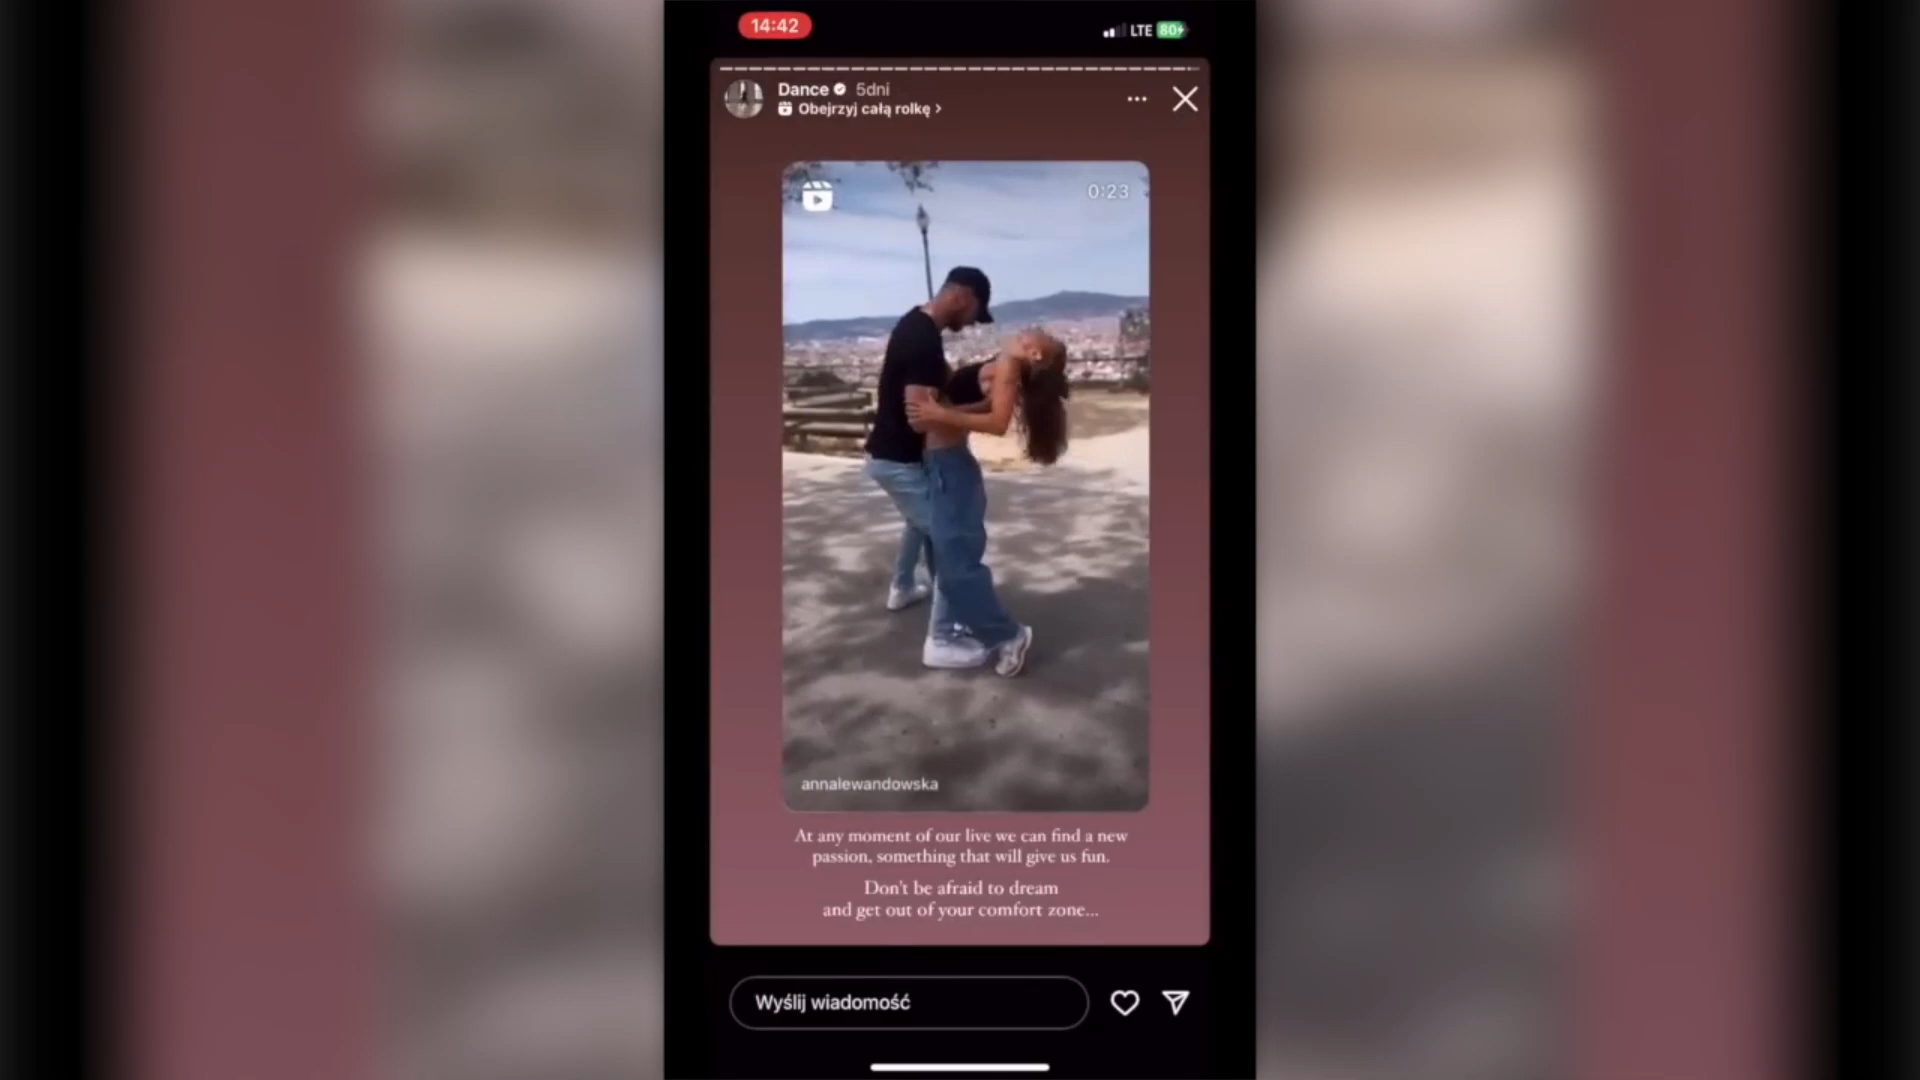 14:42
LTE 80
Dance 5dni
Obejrzyj całą rolkę
0:23
annalewandowska
At any moment of our live we can find a new
passion, something that will give us fun.
Don't be afraid to dream
and get out of your comfort zone...
Wyślij wiadomość